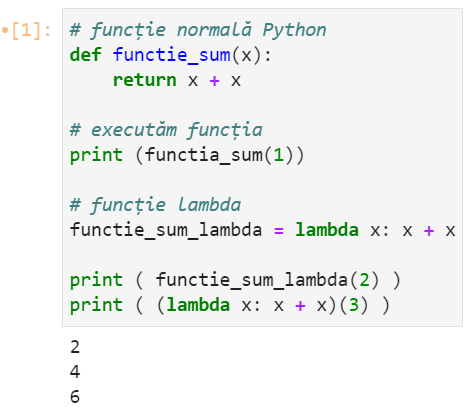 •[1]: # funcție normală Python
def functie_sum(x):
    return x + x

# executăm funcția
print (functia_sum(1))

# funcție lambda
functie_sum_lambda = lambda x: x + x

print ( functie_sum_lambda(2) )
print ( (lambda x: x + x)(3) )
2
4
6